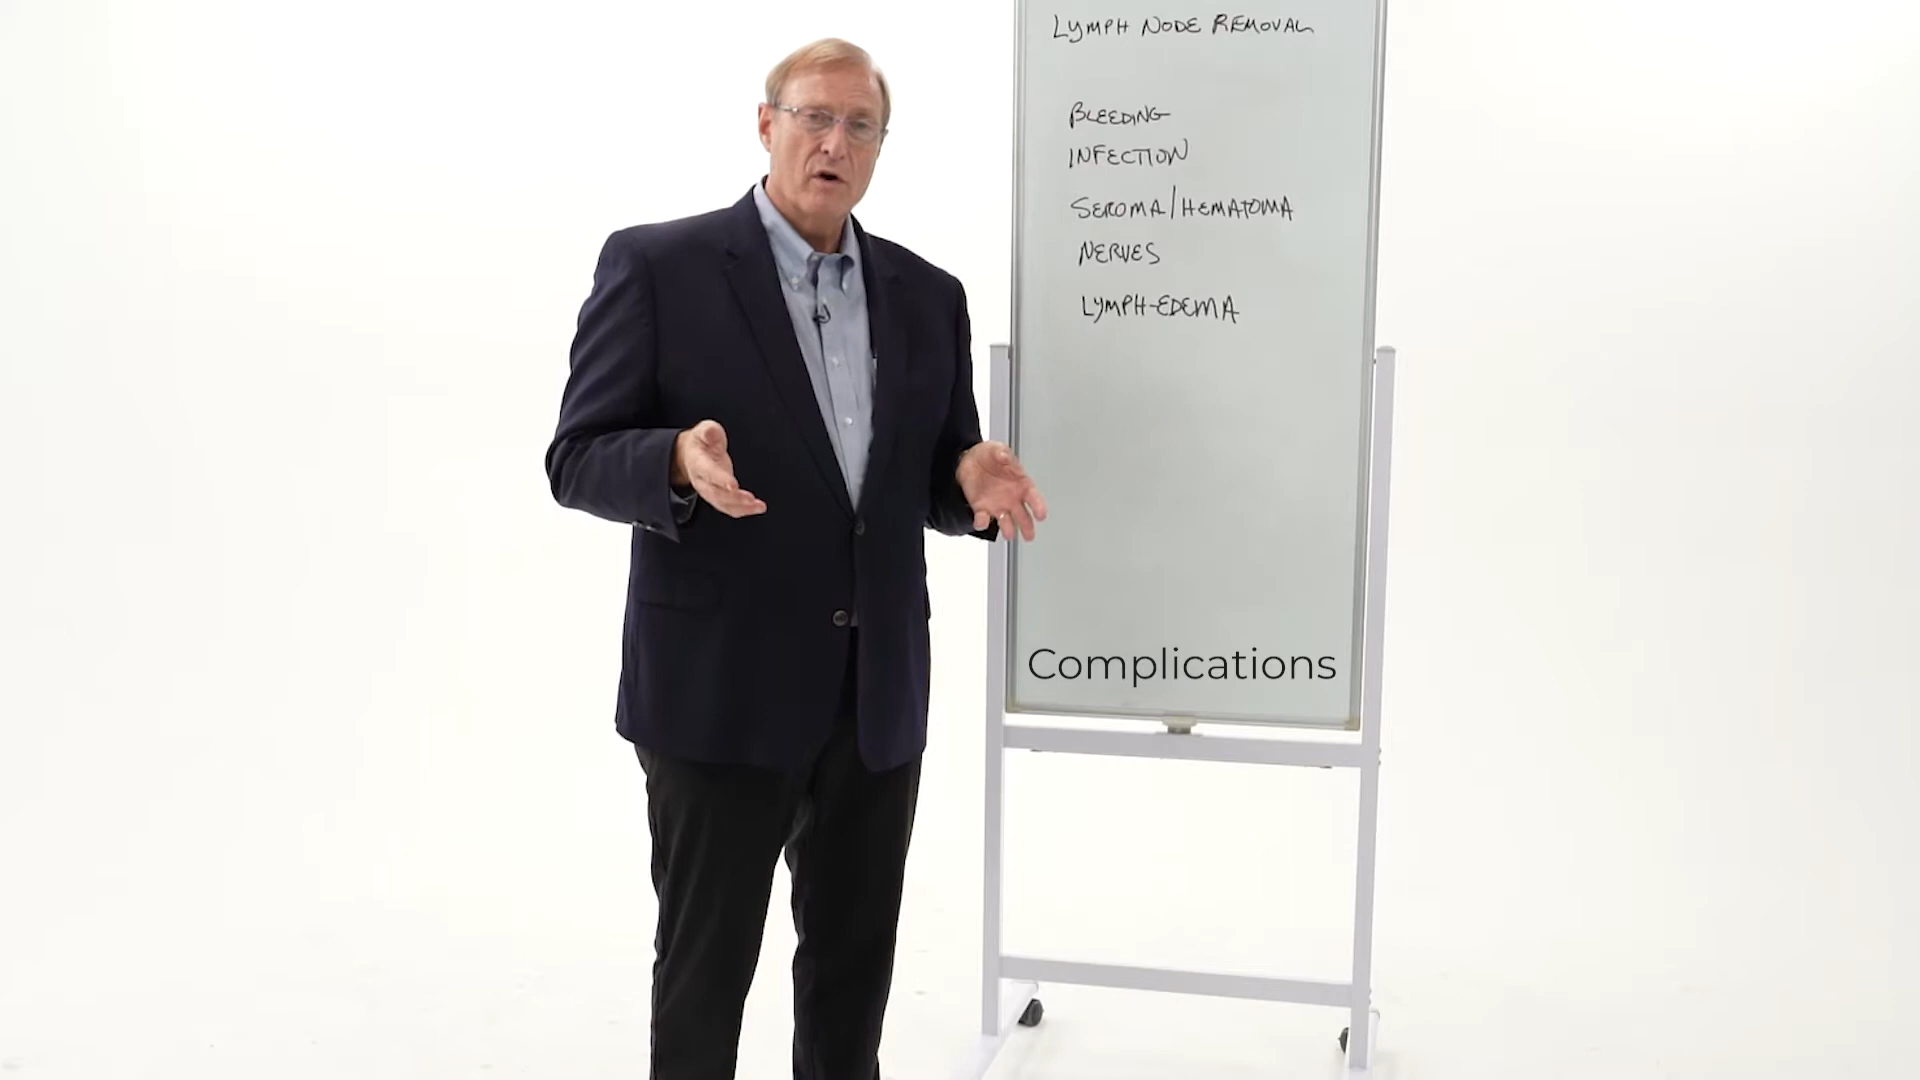 LYMPH NODE REMOVAL
BLEEDING
INFECTION
SEROMA/HEMATOMA
NERVES
LYMPH-EDEMA
Complications